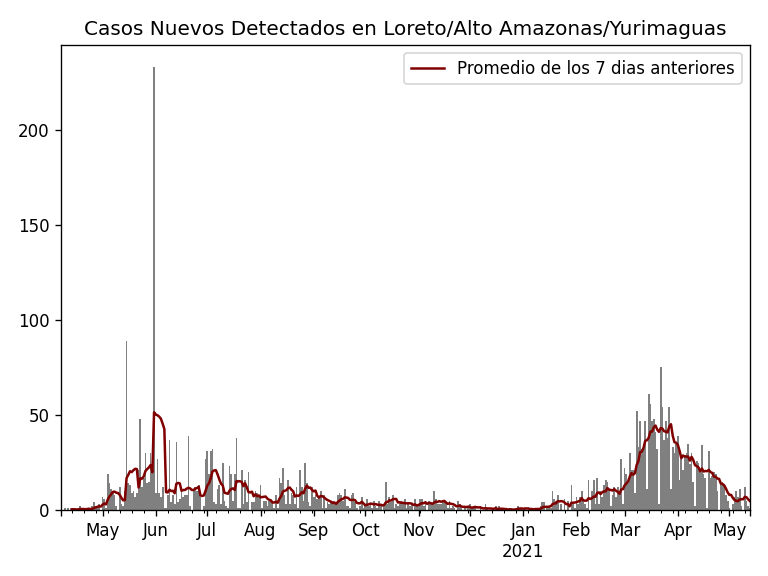 Casos Nuevos Detectados en Loreto/Alto Amazonas/Yurimaguas
Promedio de los 7 dias anteriores
200
150
100
50
0
May Jun Jul Aug Sep Oct Nov Dec Jan Feb Mar Apr May
2021